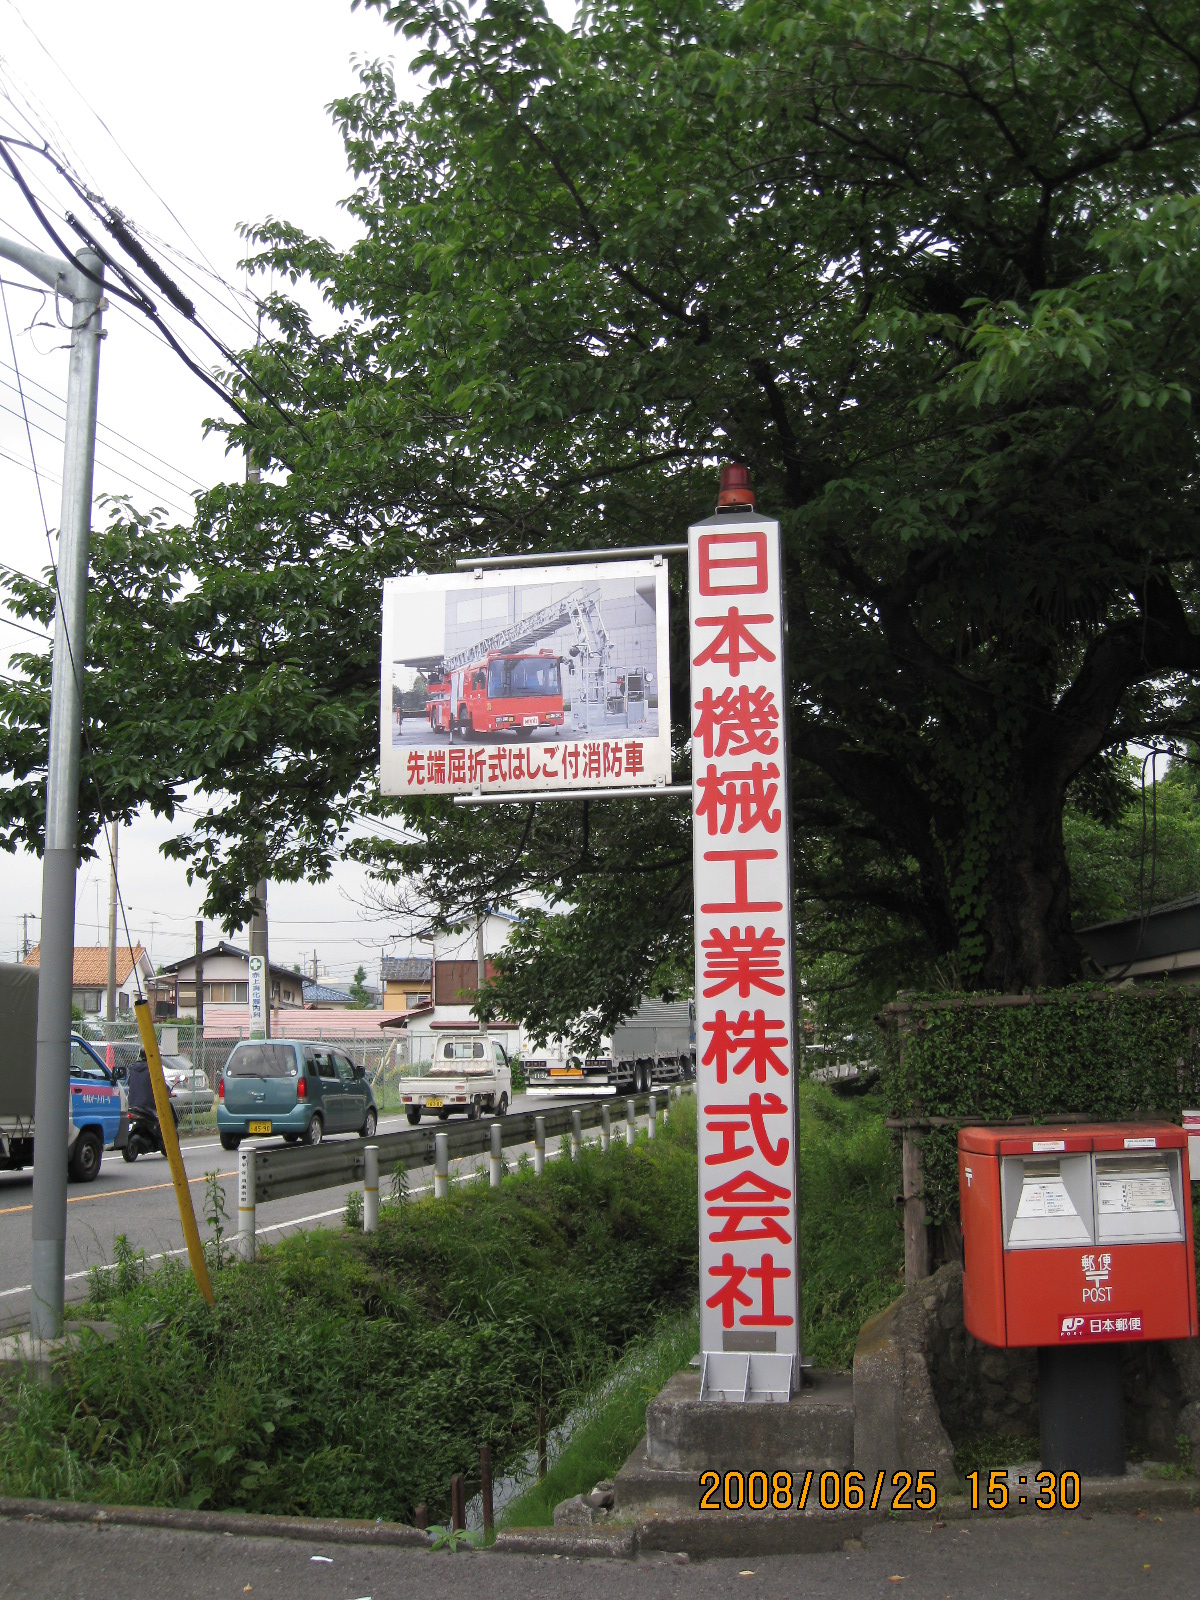 日本機械工業株式会社
先端屈折式はしご付消防車
郵便
〒
POST
JP 日本郵便
POST
2008/06/25 15:30